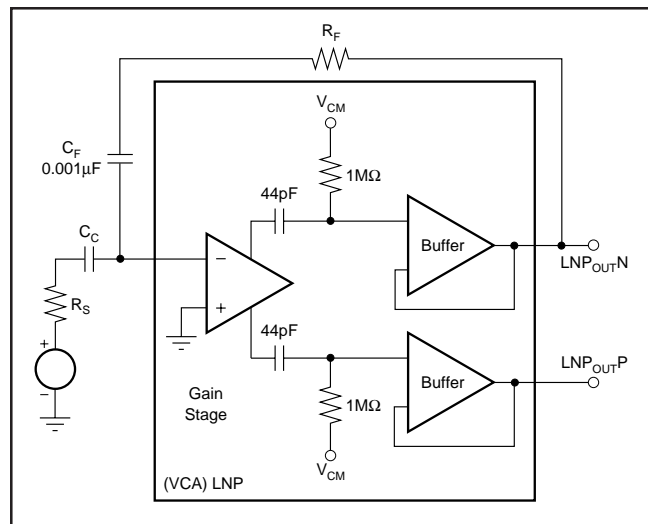 R_F
V_CM
C_F
0.001µF
1MΩ
44pF
C_C
Buffer
LNP_OUT N
R_S
44pF
Buffer
LNP_OUT P
Gain
Stage
1MΩ
V_CM
(VCA) LNP
+
−
−
+